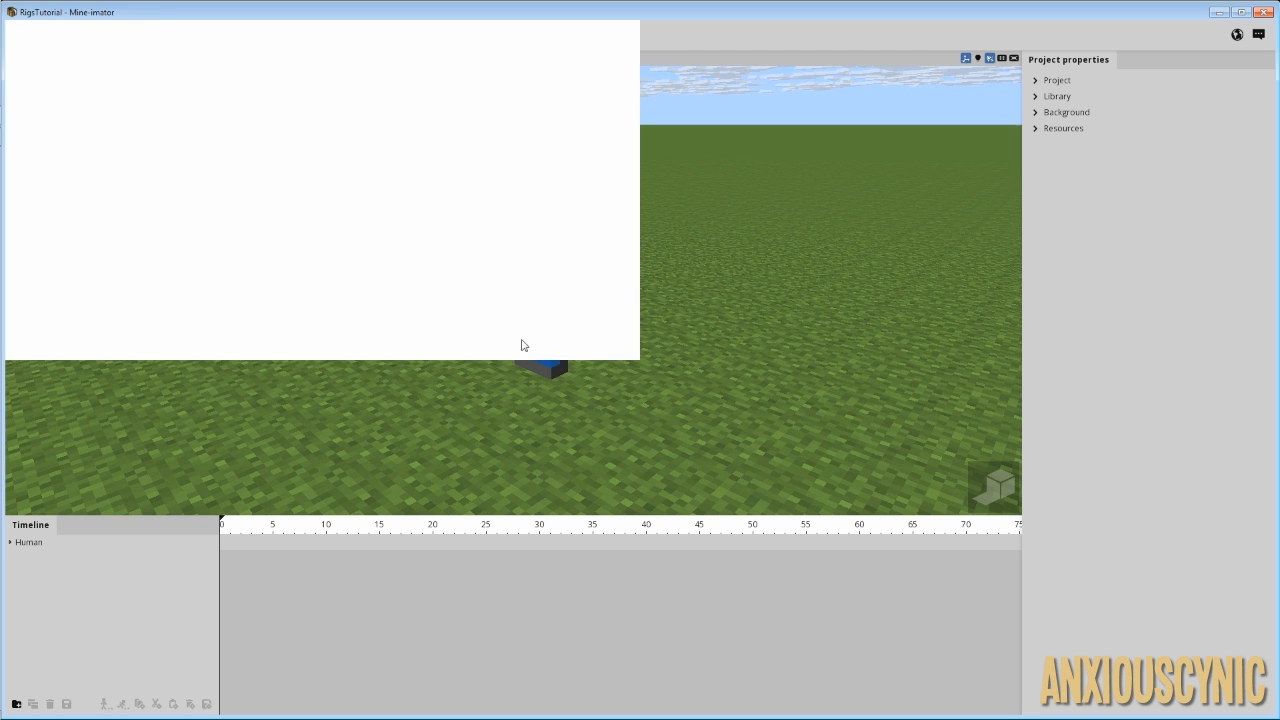 RigsTutorial - Mine-imator
Project properties
Project
Library
Background
Resources
Timeline
0 5 10 15 20 25 30 35 40 45 50 55 60 65 70 75
Human
ANXIOUSCYNIC